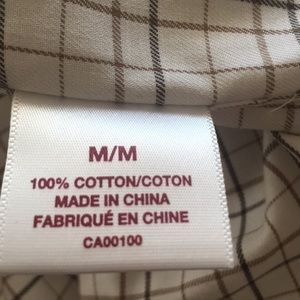 M/M
100% COTTON/COTON
MADE IN CHINA
FABRIQUÉ EN CHINE
CA00100